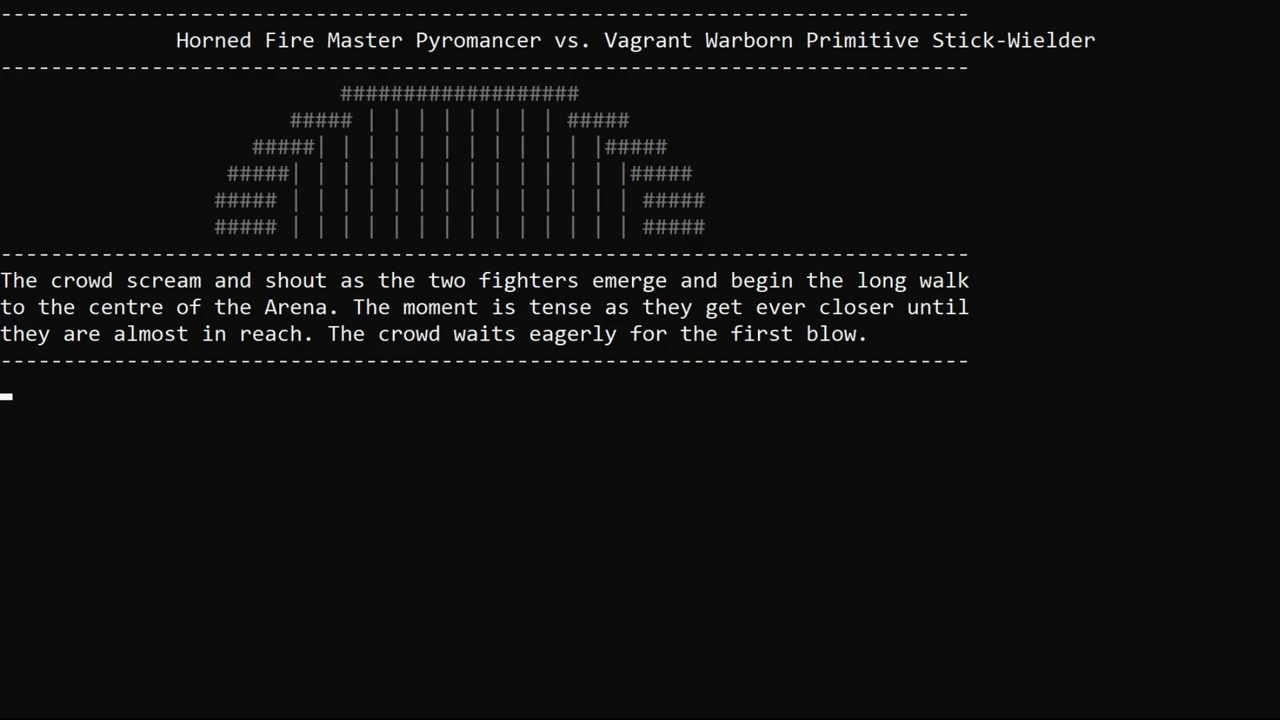 -----------------------------------------------------------------------------
Horned Fire Master Pyromancer vs. Vagrant Warborn Primitive Stick-Wielder
-----------------------------------------------------------------------------
###################
##### | | | | | | | | #####
#####| | | | | | | | | | | |#####
#####| | | | | | | | | | | | | |#####
##### | | | | | | | | | | | | | | #####
##### | | | | | | | | | | | | | | #####
-----------------------------------------------------------------------------
The crowd scream and shout as the two fighters emerge and begin the long walk
to the centre of the Arena. The moment is tense as they get ever closer until
they are almost in reach. The crowd waits eagerly for the first blow.
-----------------------------------------------------------------------------